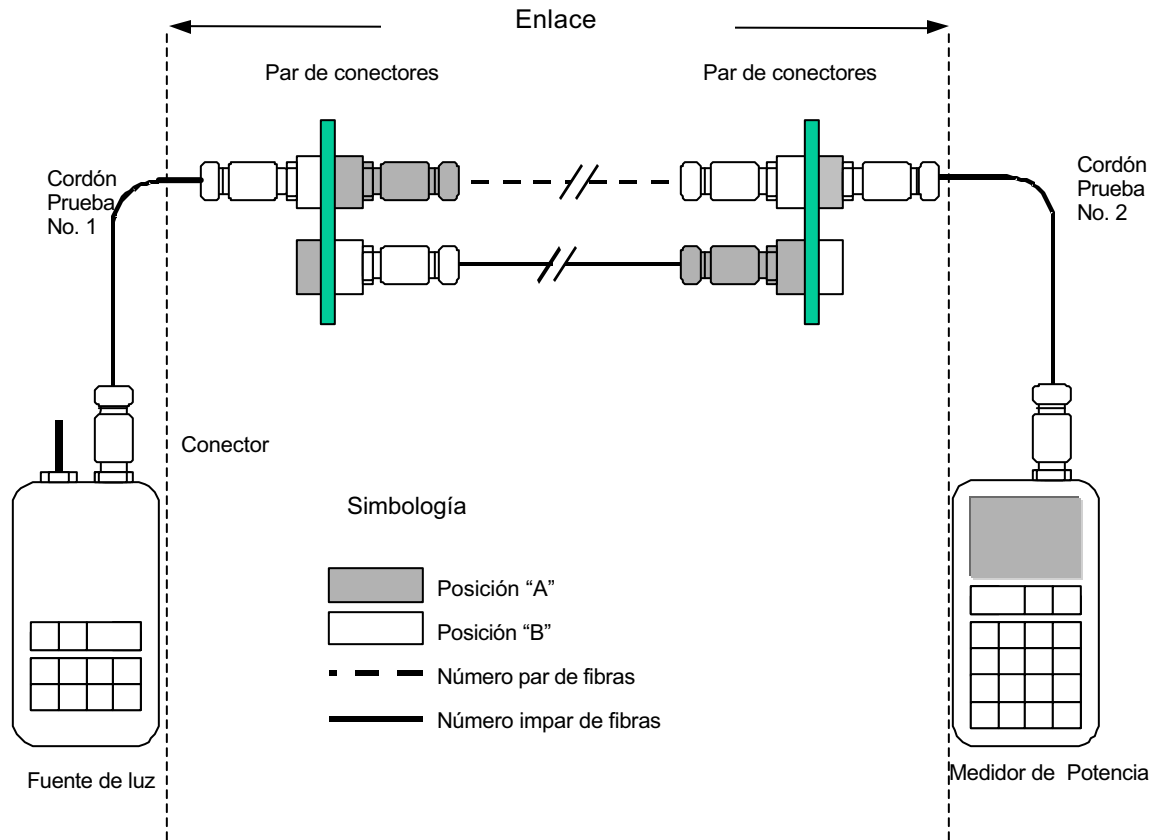 Enlace
Par de conectores
Par de conectores
Cordón
Prueba
No. 1
Cordón
Prueba
No. 2
Conector
Simbología
Posición “A”
Posición “B”
Número par de fibras
Número impar de fibras
Fuente de luz
Medidor de Potencia